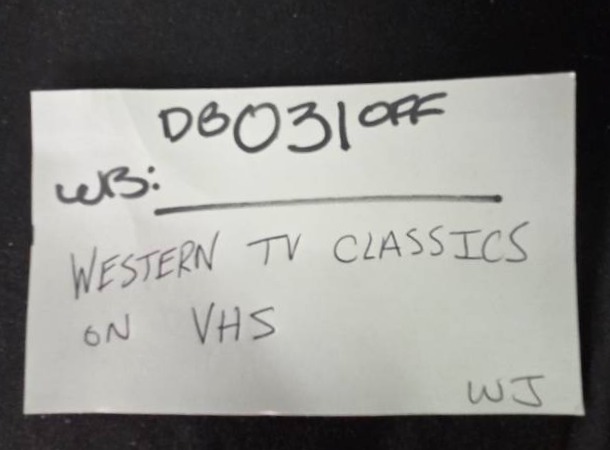 DB031OFF
WB:
WESTERN TV CLASSICS
ON VHS
WJ